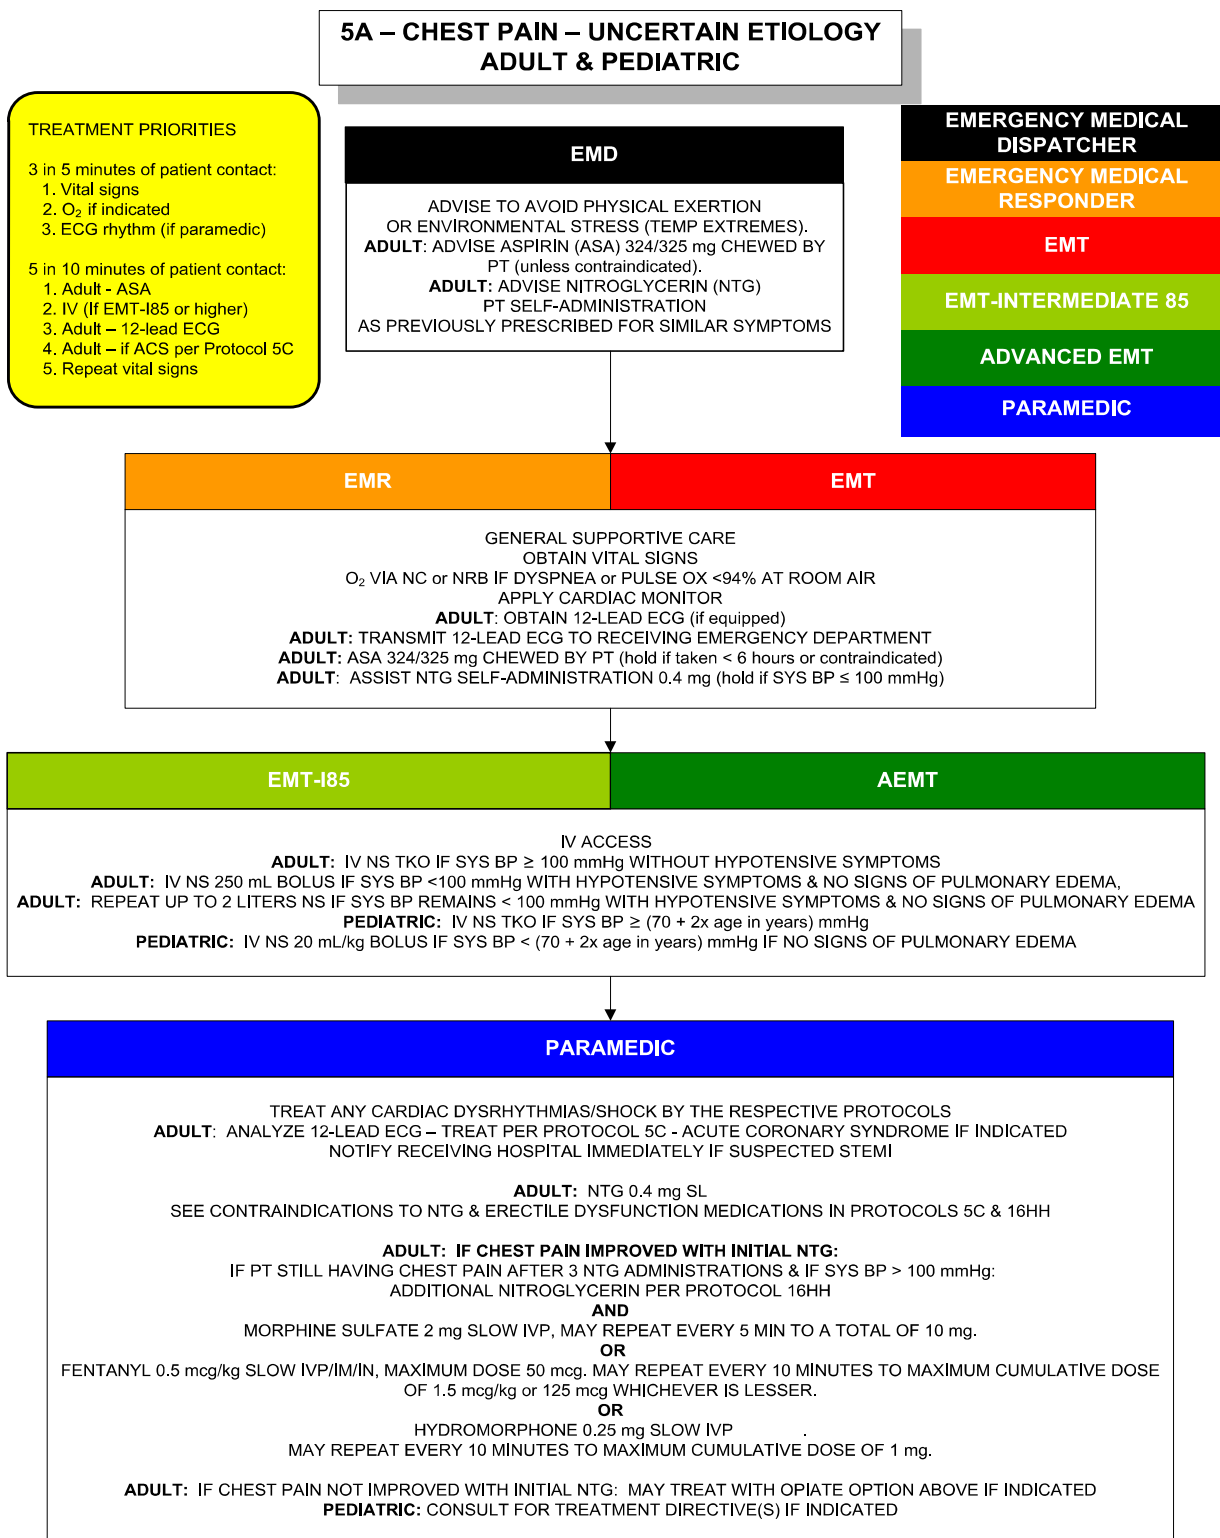 5A – CHEST PAIN – UNCERTAIN ETIOLOGY
ADULT & PEDIATRIC
TREATMENT PRIORITIES
3 in 5 minutes of patient contact:
1. Vital signs
2. O₂ if indicated
3. ECG rhythm (if paramedic)
5 in 10 minutes of patient contact:
1. Adult - ASA
2. IV (If EMT-I85 or higher)
3. Adult – 12-lead ECG
4. Adult – if ACS per Protocol 5C
5. Repeat vital signs
EMD
ADVISE TO AVOID PHYSICAL EXERTION
OR ENVIRONMENTAL STRESS (TEMP EXTREMES).
ADULT: ADVISE ASPIRIN (ASA) 324/325 mg CHEWED BY
PT (unless contraindicated).
ADULT: ADVISE NITROGLYCERIN (NTG)
PT SELF-ADMINISTRATION
AS PREVIOUSLY PRESCRIBED FOR SIMILAR SYMPTOMS
EMERGENCY MEDICAL
DISPATCHER
EMERGENCY MEDICAL
RESPONDER
EMT
EMT-INTERMEDIATE 85
ADVANCED EMT
PARAMEDIC
EMR
EMT
GENERAL SUPPORTIVE CARE
OBTAIN VITAL SIGNS
O₂ VIA NC or NRB IF DYSPNEA or PULSE OX <94% AT ROOM AIR
APPLY CARDIAC MONITOR
ADULT: OBTAIN 12-LEAD ECG (if equipped)
ADULT: TRANSMIT 12-LEAD ECG TO RECEIVING EMERGENCY DEPARTMENT
ADULT: ASA 324/325 mg CHEWED BY PT (hold if taken < 6 hours or contraindicated)
ADULT: ASSIST NTG SELF-ADMINISTRATION 0.4 mg (hold if SYS BP ≤ 100 mmHg)
EMT-I85
AEMT
IV ACCESS
ADULT: IV NS TKO IF SYS BP ≥ 100 mmHg WITHOUT HYPOTENSIVE SYMPTOMS
ADULT: IV NS 250 mL BOLUS IF SYS BP <100 mmHg WITH HYPOTENSIVE SYMPTOMS & NO SIGNS OF PULMONARY EDEMA,
ADULT: REPEAT UP TO 2 LITERS NS IF SYS BP REMAINS < 100 mmHg WITH HYPOTENSIVE SYMPTOMS & NO SIGNS OF PULMONARY EDEMA
PEDIATRIC: IV NS TKO IF SYS BP ≥ (70 + 2x age in years) mmHg
PEDIATRIC: IV NS 20 mL/kg BOLUS IF SYS BP < (70 + 2x age in years) mmHg IF NO SIGNS OF PULMONARY EDEMA
PARAMEDIC
TREAT ANY CARDIAC DYSRHYTHMIAS/SHOCK BY THE RESPECTIVE PROTOCOLS
ADULT: ANALYZE 12-LEAD ECG – TREAT PER PROTOCOL 5C - ACUTE CORONARY SYNDROME IF INDICATED
NOTIFY RECEIVING HOSPITAL IMMEDIATELY IF SUSPECTED STEMI
ADULT: NTG 0.4 mg SL
SEE CONTRAINDICATIONS TO NTG & ERECTILE DYSFUNCTION MEDICATIONS IN PROTOCOLS 5C & 16HH
ADULT: IF CHEST PAIN IMPROVED WITH INITIAL NTG:
IF PT STILL HAVING CHEST PAIN AFTER 3 NTG ADMINISTRATIONS & IF SYS BP > 100 mmHg:
ADDITIONAL NITROGLYCERIN PER PROTOCOL 16HH
AND
MORPHINE SULFATE 2 mg SLOW IVP, MAY REPEAT EVERY 5 MIN TO A TOTAL OF 10 mg.
OR
FENTANYL 0.5 mcg/kg SLOW IVP/IM/IN, MAXIMUM DOSE 50 mcg. MAY REPEAT EVERY 10 MINUTES TO MAXIMUM CUMULATIVE DOSE
OF 1.5 mcg/kg or 125 mcg WHICHEVER IS LESSER.
OR
HYDROMORPHONE 0.25 mg SLOW IVP .
MAY REPEAT EVERY 10 MINUTES TO MAXIMUM CUMULATIVE DOSE OF 1 mg.
ADULT: IF CHEST PAIN NOT IMPROVED WITH INITIAL NTG: MAY TREAT WITH OPIATE OPTION ABOVE IF INDICATED
PEDIATRIC: CONSULT FOR TREATMENT DIRECTIVE(S) IF INDICATED